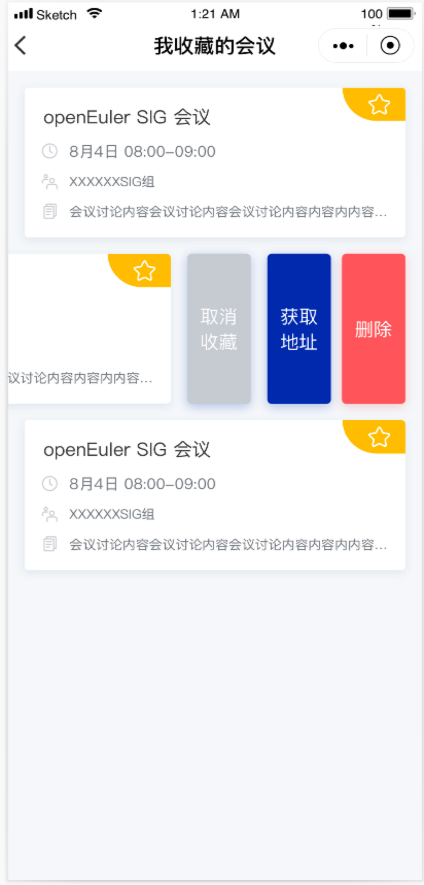 Sketch 1:21 AM 100
我收藏的会议
openEuler SIG 会议
8月4日 08:00-09:00
XXXXXXSIG组
会议讨论内容会议讨论内容会议讨论内容内容内内容...
议讨论内容内容内内容...
取消
收藏
获取
地址
删除
openEuler SIG 会议
8月4日 08:00-09:00
XXXXXXSIG组
会议讨论内容会议讨论内容会议讨论内容内容内内容...